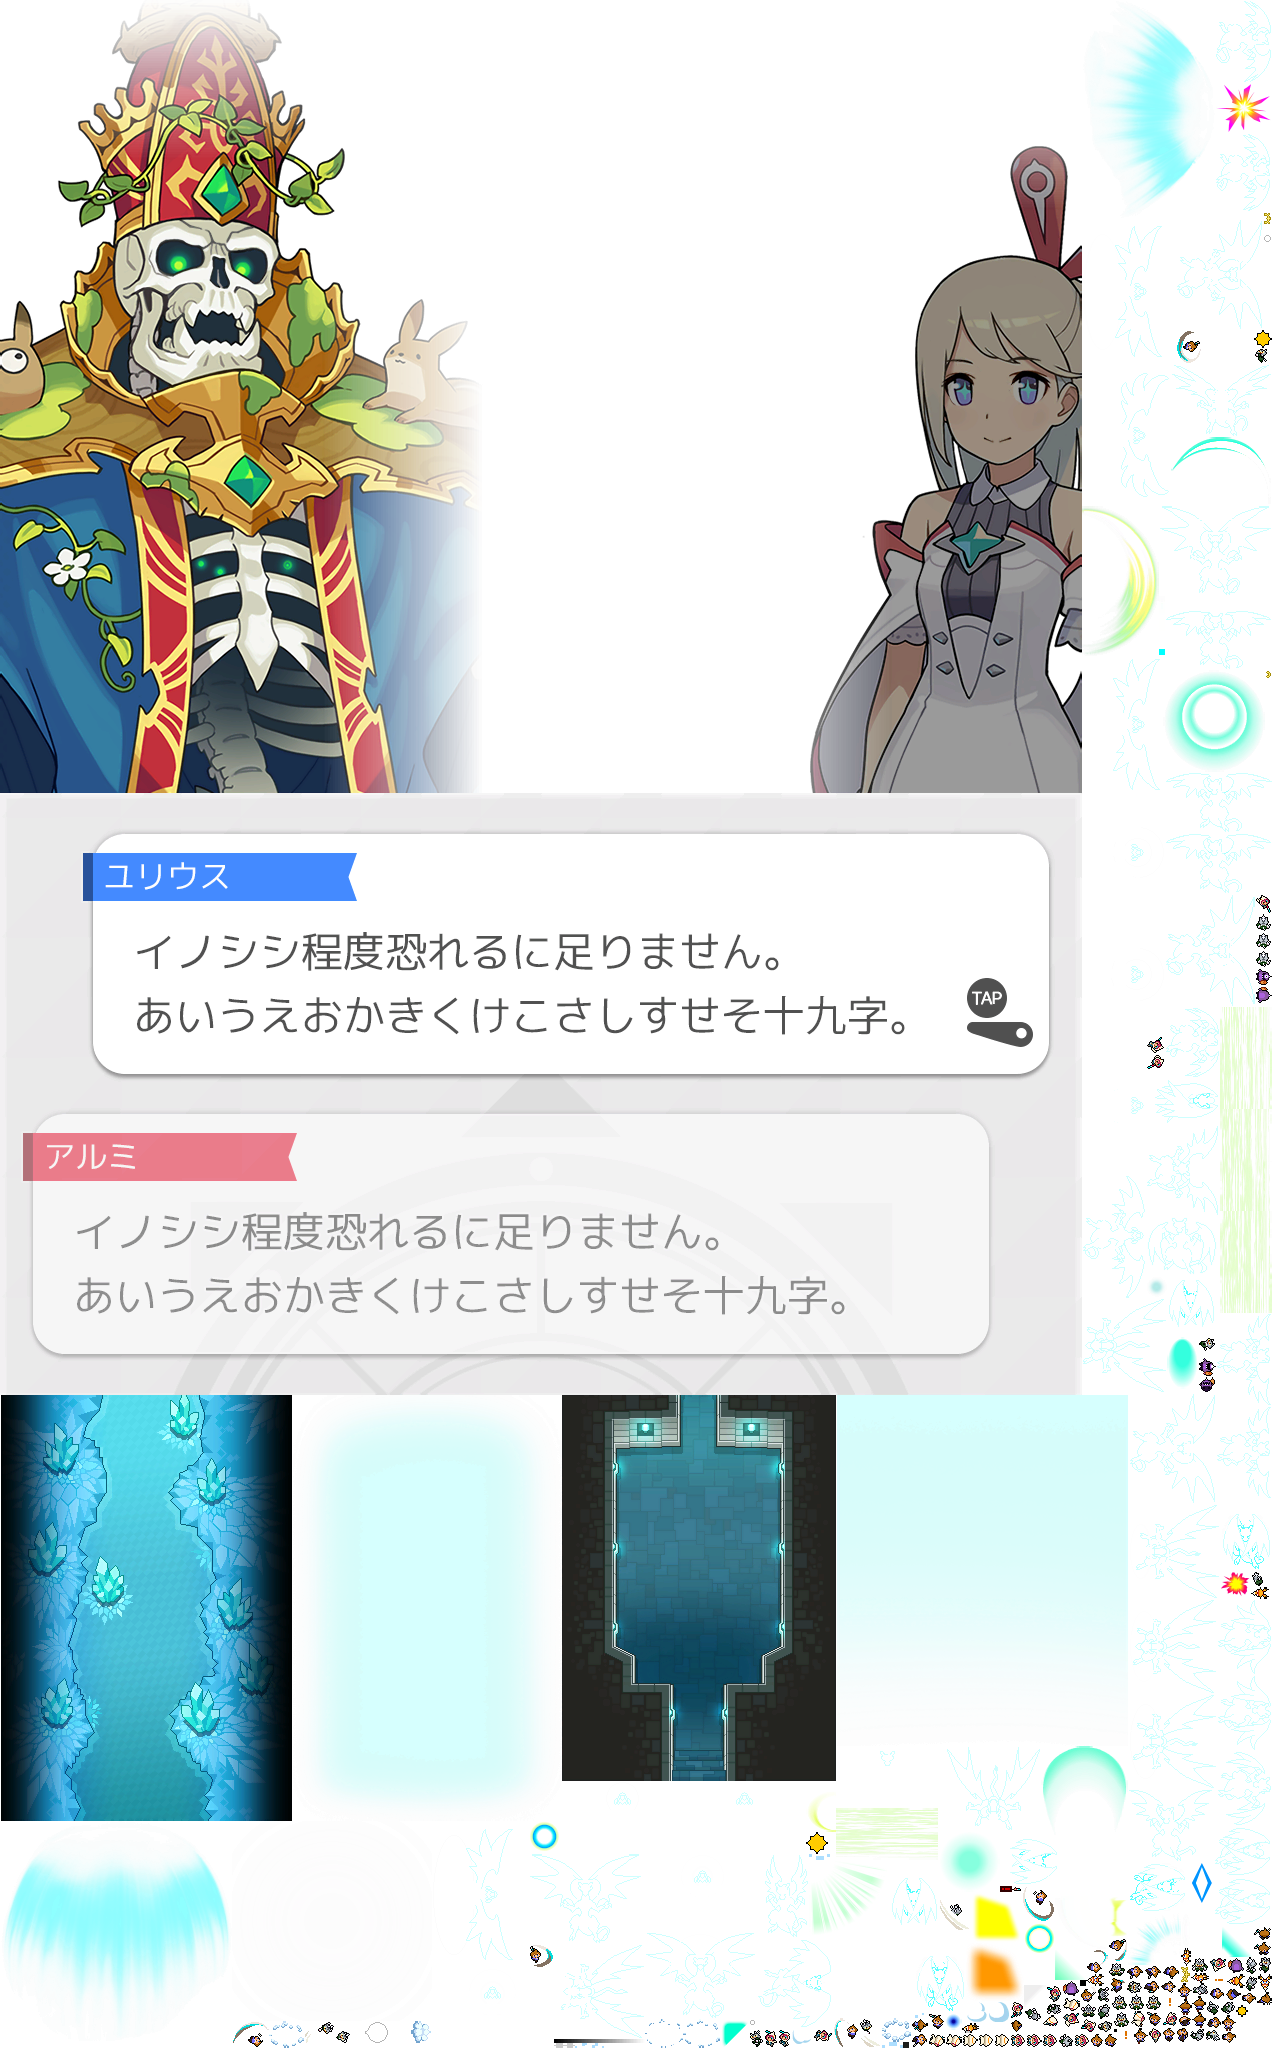 ユリウス
イノシシ程度恐れるに足りません。
あいうえおかきくけこさしすせそ十九字。
TAP
アルミ
イノシシ程度恐れるに足りません。
あいうえおかきくけこさしすせそ十九字。